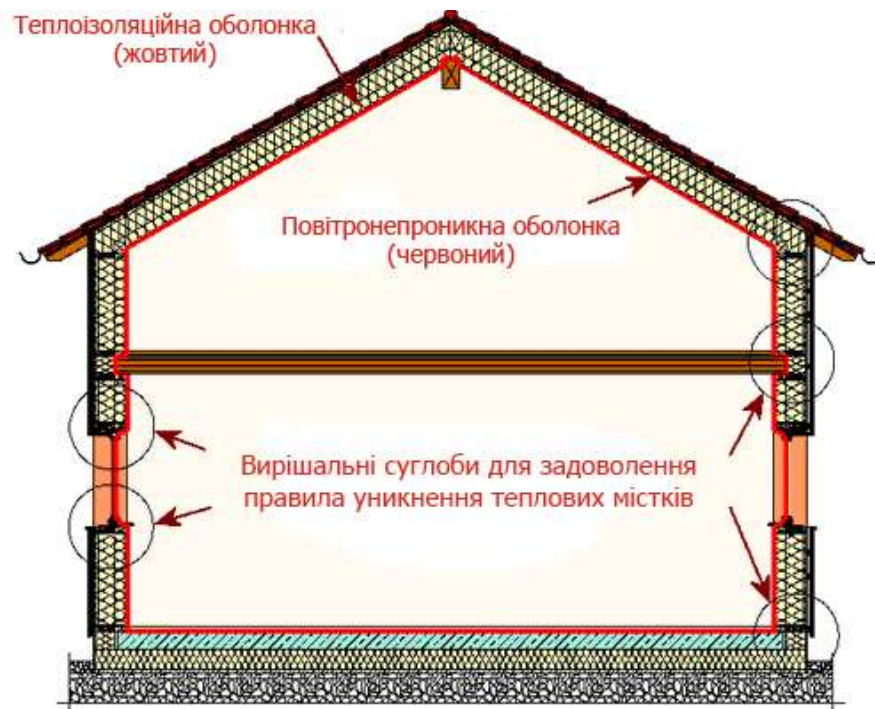 Теплоізоляційна оболонка
(жовтий)
Повітронепроникна оболонка
(червоний)
Вирішальні суглоби для задоволення
правила уникнення теплових містків